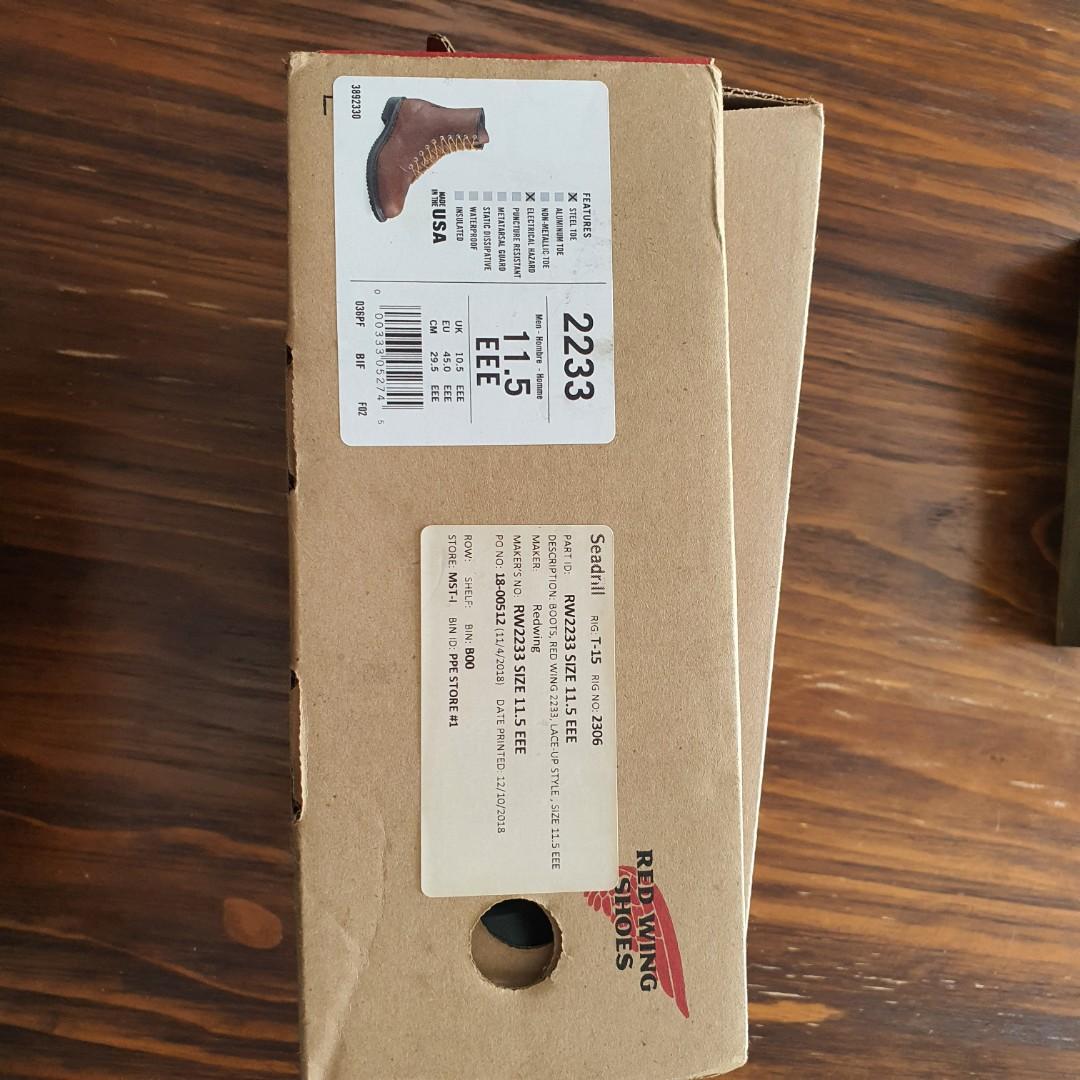 3892330
FEATURES
X STEEL TOE
ALUMINUM TOE
NON-METALLIC TOE
X ELECTRICAL HAZARD
PUNCTURE RESISTANT
METATARSAL GUARD
STATIC DISSIPATIVE
WATERPROOF
INSULATED
MADE IN THE USA
2233
Men - Hombre - Homme
11.5
EEE
UK 10.5 EEE
EU 45.0 EEE
CM 29.5 EEE
0 00333 05274 5
036PF BIF F02
Seadrill RIG: T-15 RIG NO: 2306
PART ID: RW2233 SIZE 11.5 EEE
DESCRIPTION: BOOTS, RED WING 2233, LACE-UP STYLE , SIZE 11.5 EEE
MAKER: Redwing
MAKER'S NO: RW2233 SIZE 11.5 EEE
PO NO: 18-00512 (11/4/2018) DATE PRINTED: 12/10/2018
ROW: SHELF: BIN: B00
STORE: MST-I BIN ID: PPE STORE #1
RED WING
SHOES